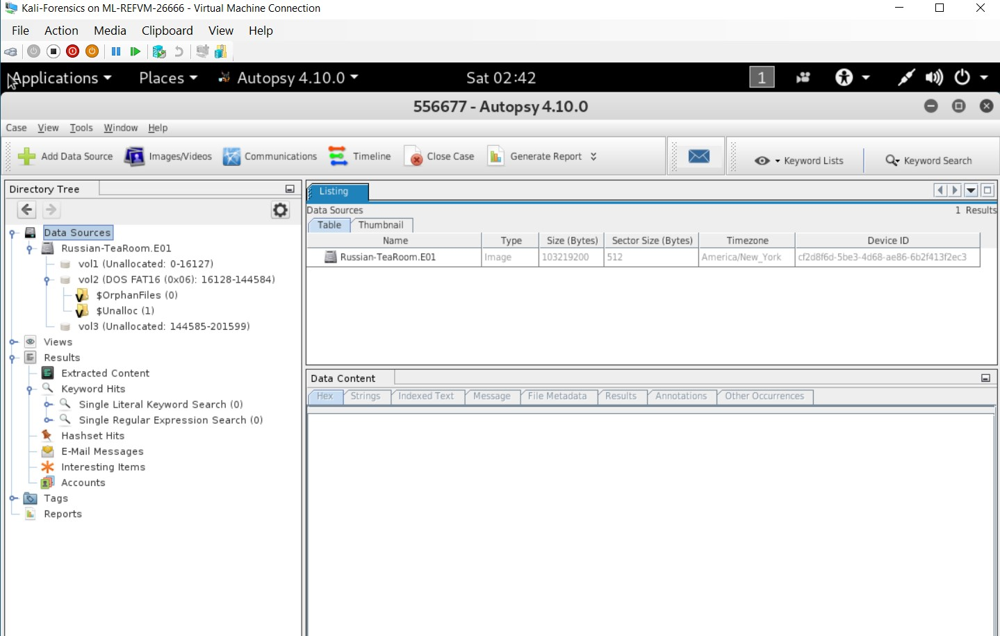 Kali-Forensics on ML-REFVM-26666 - Virtual Machine Connection
File Action Media Clipboard View Help
Applications Places Autopsy 4.10.0 Sat 02:42 1
556677 - Autopsy 4.10.0
Case View Tools Window Help
Add Data Source Images/Videos Communications Timeline Close Case Generate Report Keyword Lists Keyword Search
Directory Tree
Data Sources
Russian-TeaRoom.E01
vol1 (Unallocated: 0-16127)
vol2 (DOS FAT16 (0x06): 16128-144584)
$OrphanFiles (0)
$Unalloc (1)
vol3 (Unallocated: 144585-201599)
Views
Results
Extracted Content
Keyword Hits
Single Literal Keyword Search (0)
Single Regular Expression Search (0)
Hashset Hits
E-Mail Messages
Interesting Items
Accounts
Tags
Reports
Listing
Data Sources 1 Results
Table Thumbnail
Name Type Size (Bytes) Sector Size (Bytes) Timezone Device ID
Russian-TeaRoom.E01 Image 103219200 512 America/New_York cf2d8f6d-5be3-4d68-ae86-6b2f413f2ec3
Data Content
Hex Strings Indexed Text Message File Metadata Results Annotations Other Occurrences